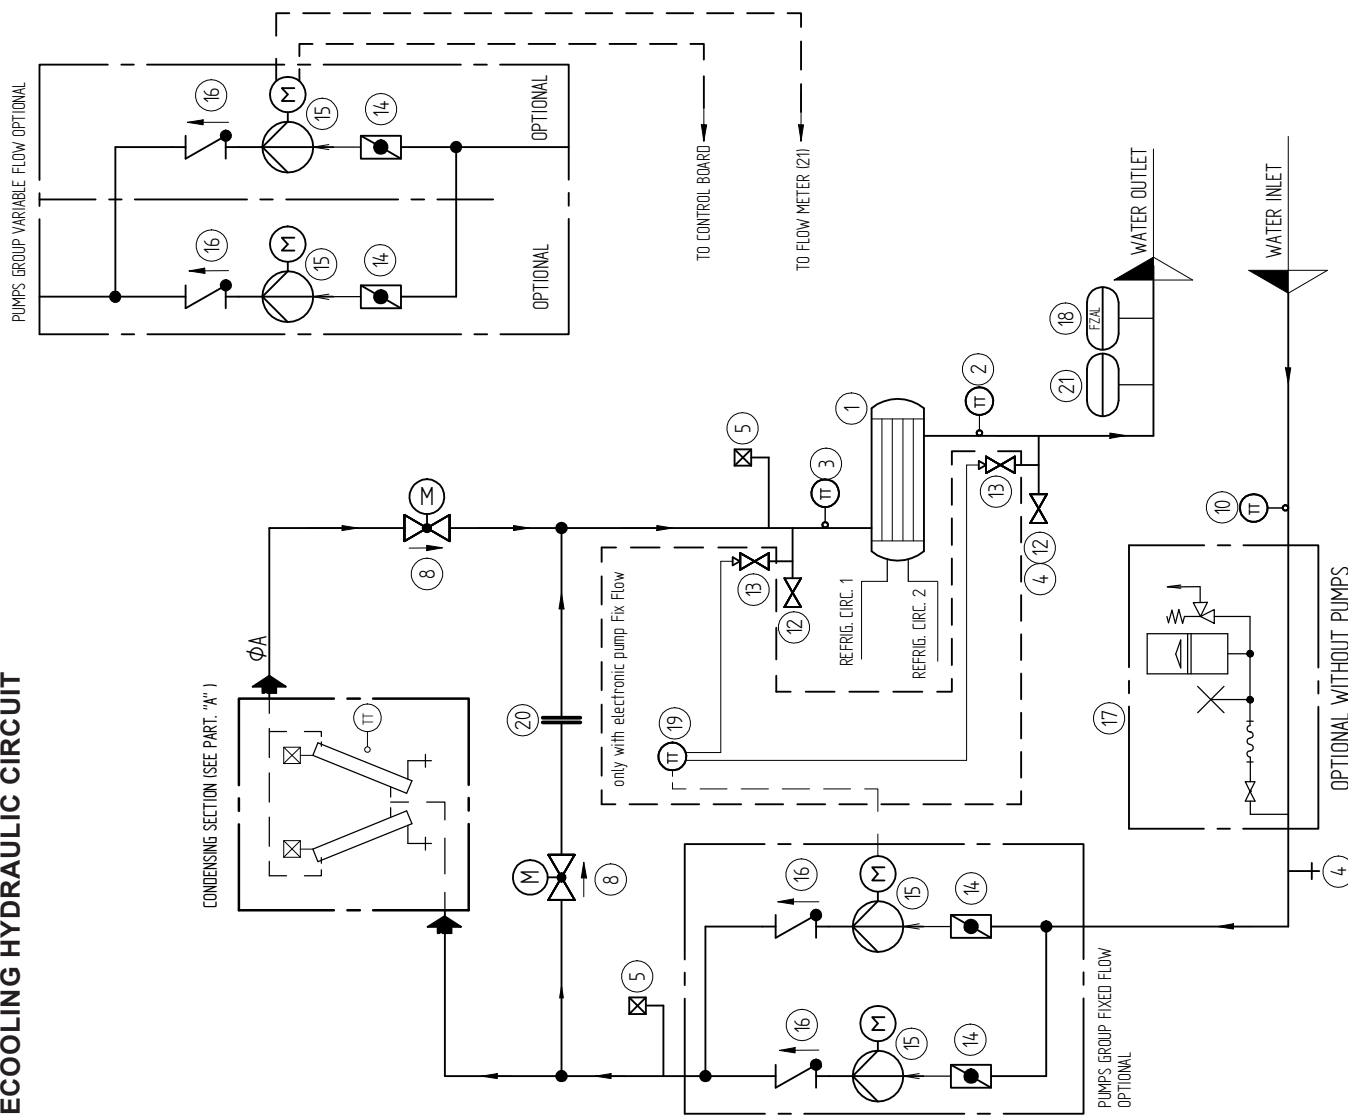 ECOOLING HYDRAULIC CIRCUIT
PUMPS GROUP VARIABLE FLOW OPTIONAL
16
M
15
14
OPTIONAL
16
M
15
14
OPTIONAL
TO CONTROL BOARD
TO FLOW METER (21)
WATER OUTLET
WATER INLET
18
FZAL
21
2
TT
1
5
3
TT
13
12
13
12
4
REFRIG. CIRC. 1
REFRIG. CIRC. 2
10
TT
M
8
ϕA
CONDENSING SECTION (SEE PART. "A")
TT
20
only with electronic pump Fix Flow
19
TT
M
8
17
OPTIONAL WITHOUT PUMPS
4
5
16
M
15
14
16
M
15
14
PUMPS GROUP FIXED FLOW
OPTIONAL